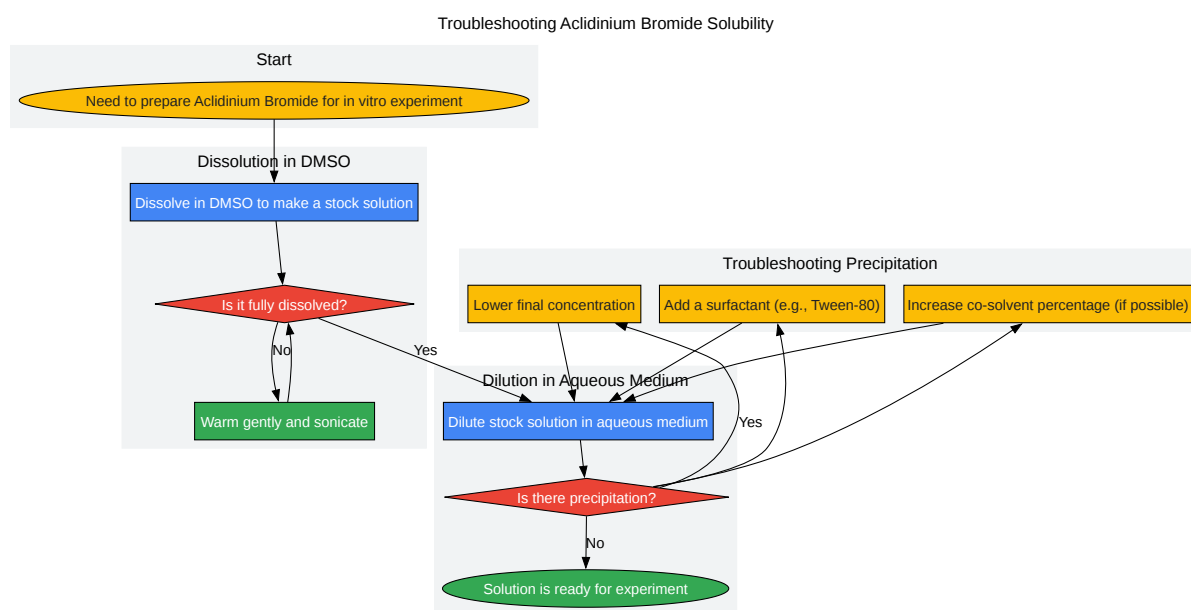 Troubleshooting Aclidinium Bromide Solubility
Start
Need to prepare Aclidinium Bromide for in vitro experiment
Dissolution in DMSO
Dissolve in DMSO to make a stock solution
Is it fully dissolved?
No
Warm gently and sonicate
Yes
Troubleshooting Precipitation
Lower final concentration
Add a surfactant (e.g., Tween-80)
Increase co-solvent percentage (if possible)
Dilution in Aqueous Medium
Dilute stock solution in aqueous medium
Yes
Is there precipitation?
No
Solution is ready for experiment